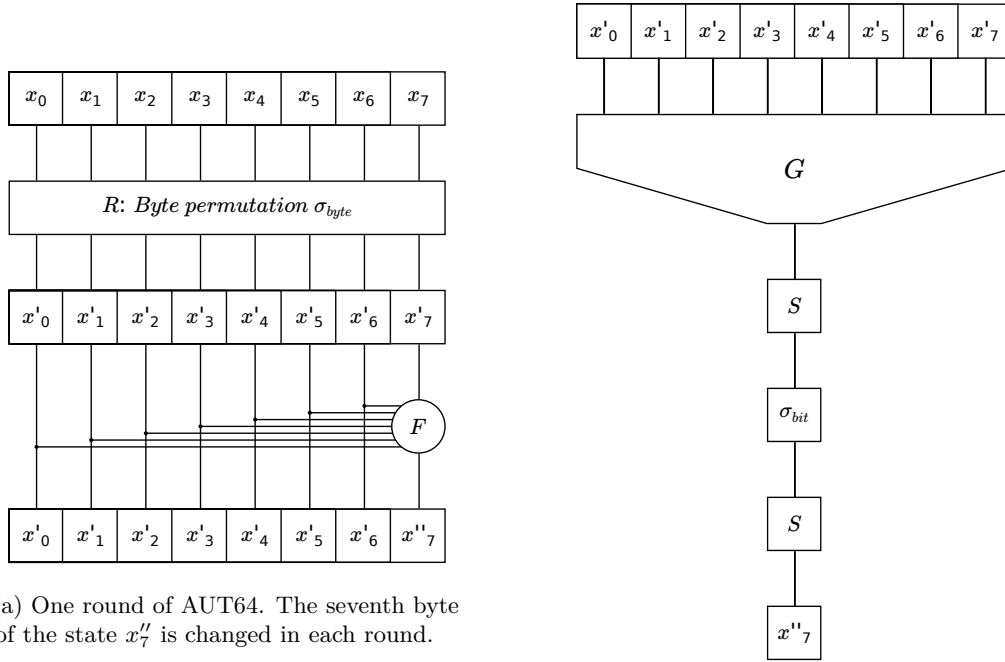 x'₀ x'₁ x'₂ x'₃ x'₄ x'₅ x'₆ x'₇
x₀ x₁ x₂ x₃ x₄ x₅ x₆ x₇
G
R: Byte permutation σ_byte
x'₀ x'₁ x'₂ x'₃ x'₄ x'₅ x'₆ x'₇
S
F
σ_bit
x'₀ x'₁ x'₂ x'₃ x'₄ x'₅ x'₆ x''₇
S
a) One round of AUT64. The seventh byte
of the state x″₇ is changed in each round.
x''₇